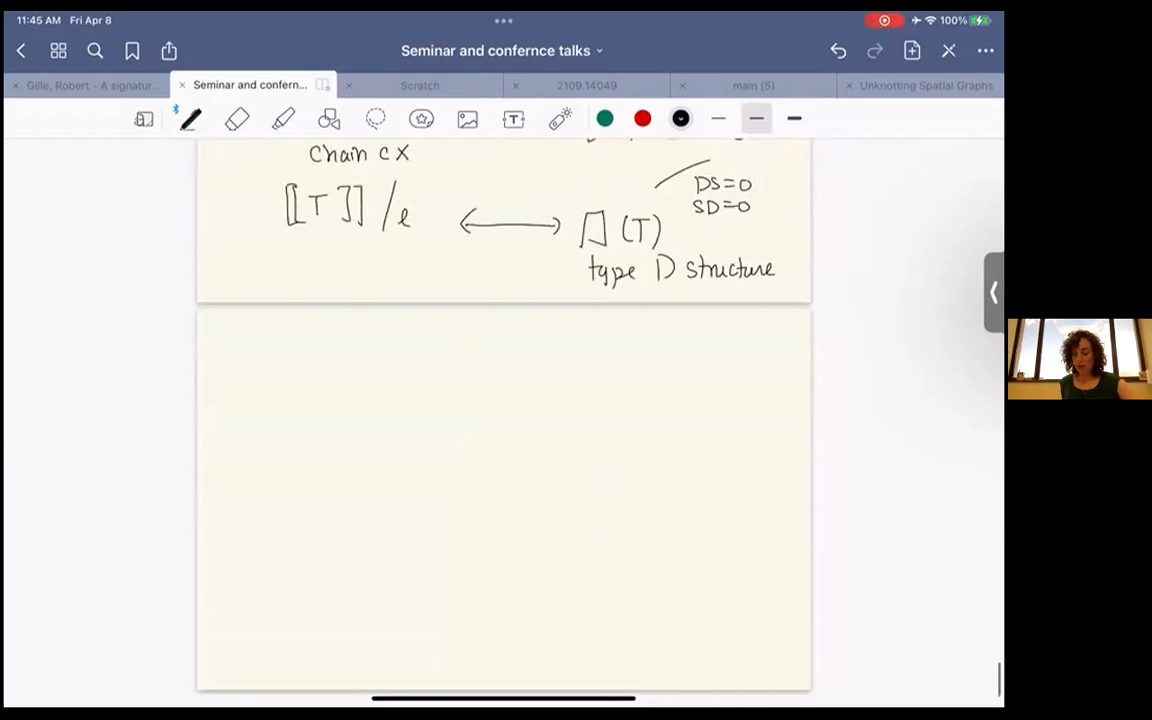 11:45 AM Fri Apr 8
100%
Seminar and confernce talks
Gille, Robert - A signatur...
Seminar and confern...
Scratch
2109.14049
main (5)
Unknotting Spatial Graphs
T
chain cx
DS=0
SD=0
[[T]]/e
(T)
type D structure